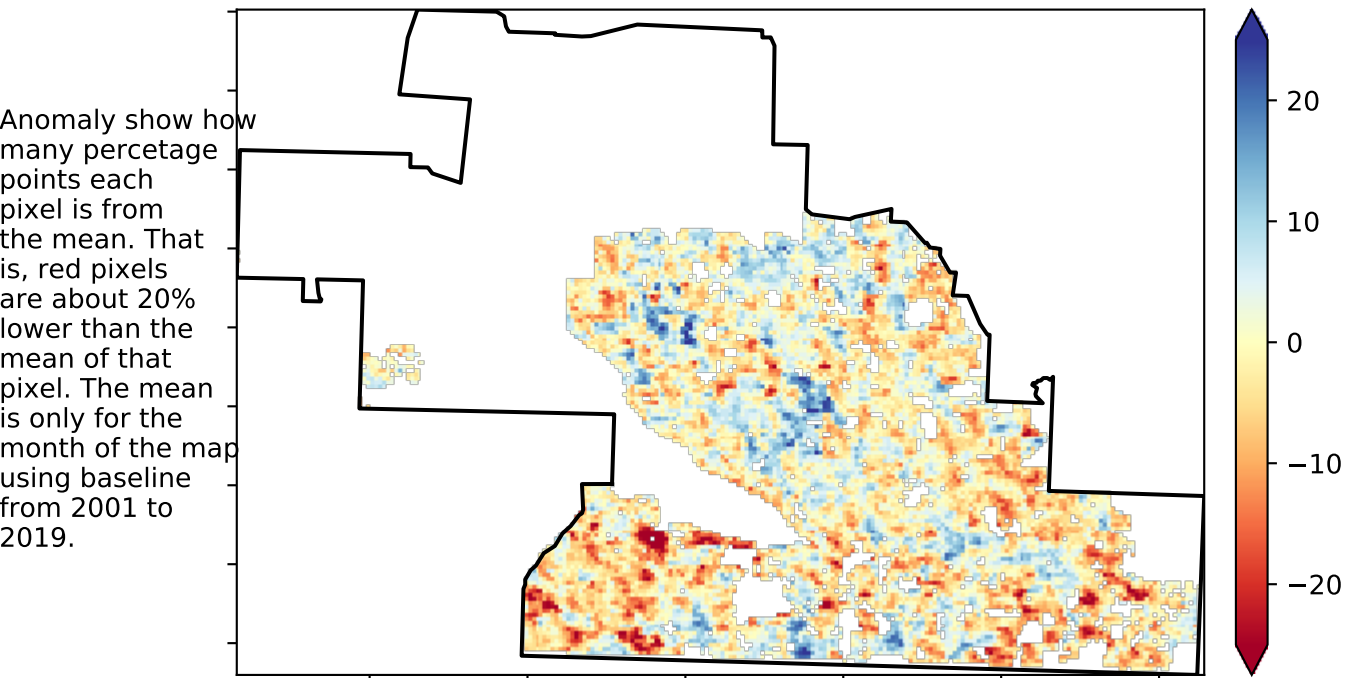 Anomaly show how
many percetage
points each
pixel is from
the mean. That
is, red pixels
are about 20%
lower than the
mean of that
pixel. The mean
is only for the
month of the map
using baseline
from 2001 to
2019.
20
10
0
−10
−20